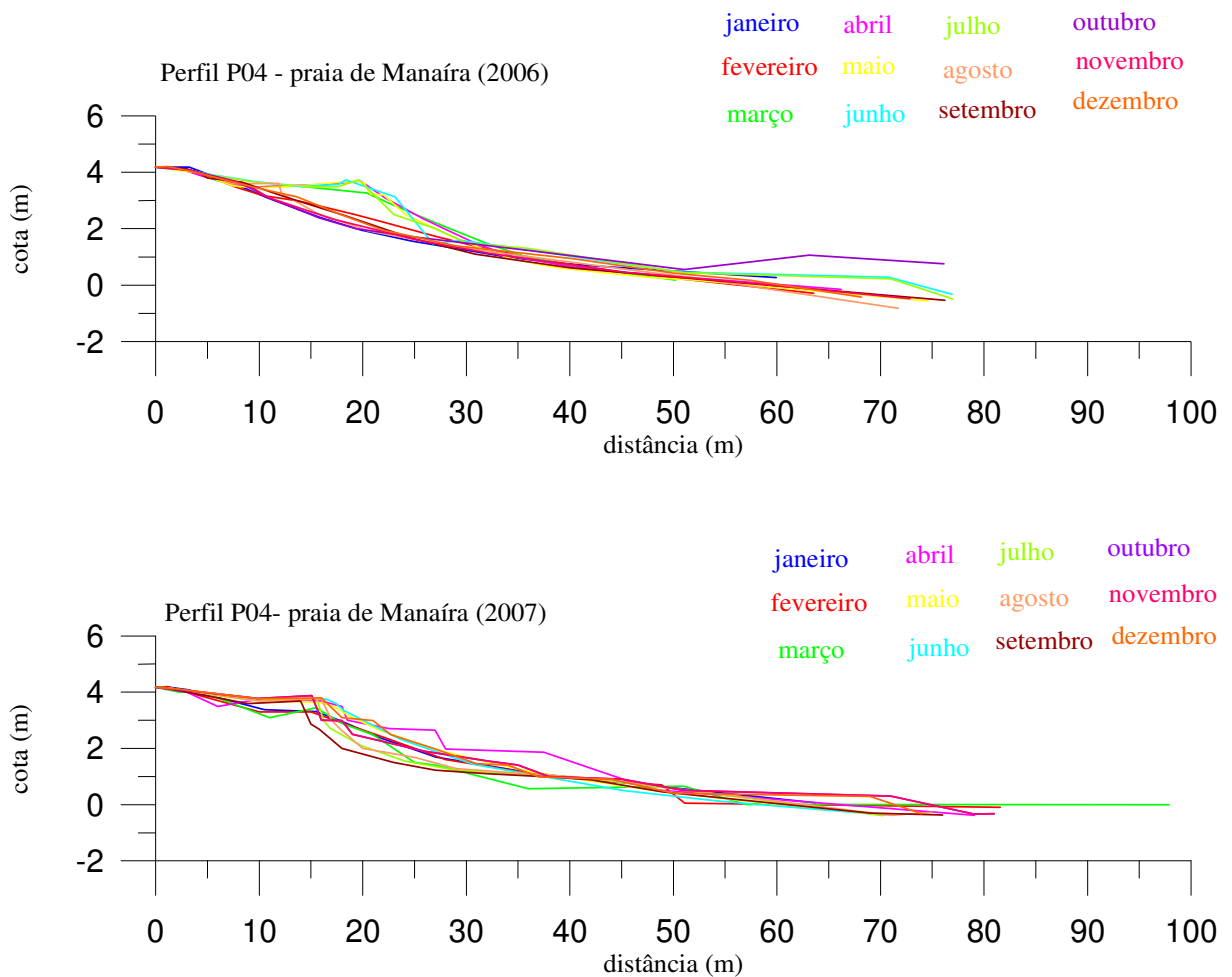 janeiro abril julho outubro
fevereiro maio agosto novembro
março junho setembro dezembro
Perfil P04 - praia de Manaíra (2006)
6
4
2
0
-2
cota (m)
0 10 20 30 40 50 60 70 80 90 100
distância (m)
janeiro abril julho outubro
fevereiro maio agosto novembro
março junho setembro dezembro
Perfil P04- praia de Manaíra (2007)
6
4
2
0
-2
cota (m)
0 10 20 30 40 50 60 70 80 90 100
distância (m)